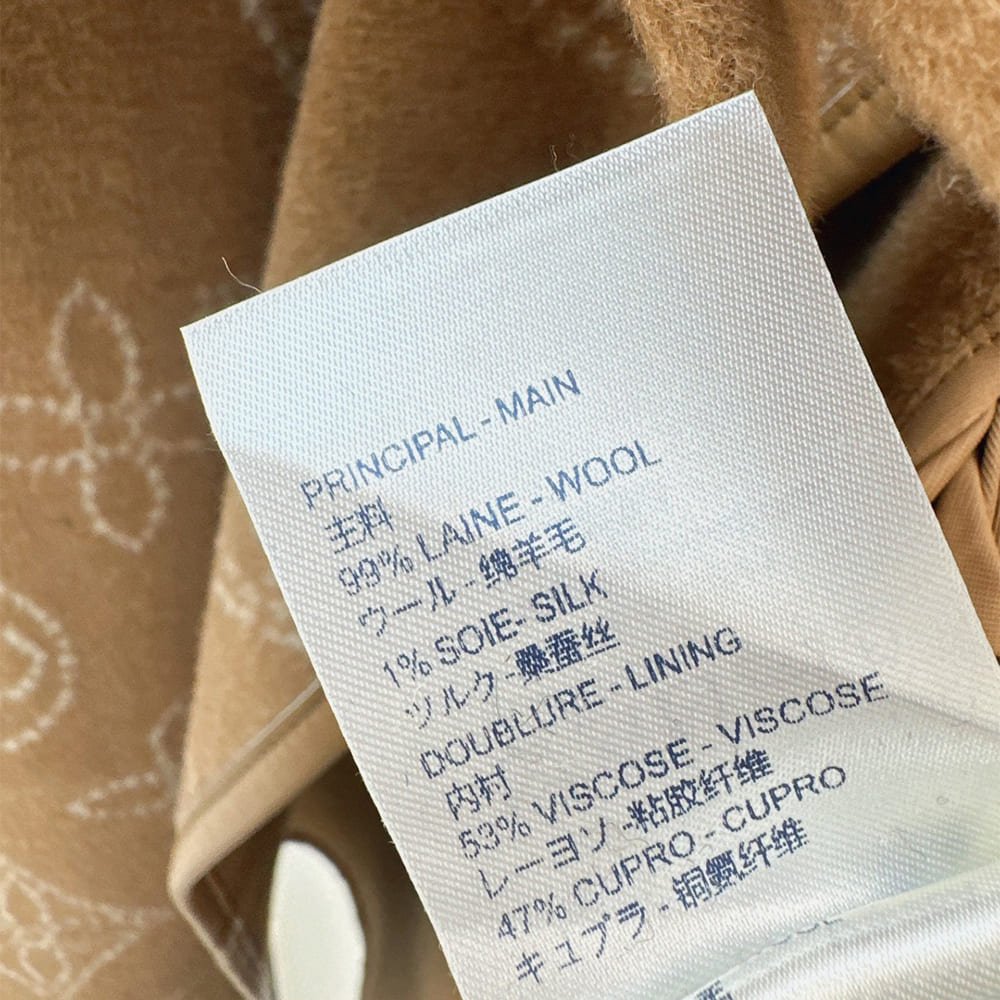 PRINCIPAL - MAIN
主料
99% LAINE - WOOL
ウール - 绵羊毛
1% SOIE- SILK
シルク - 桑蚕丝
DOUBLURE - LINING
内村
53% VISCOSE - VISCOSE
レーヨン - 粘胶纤维
47% CUPRO - CUPRO
キュプラ - 铜氨纤维